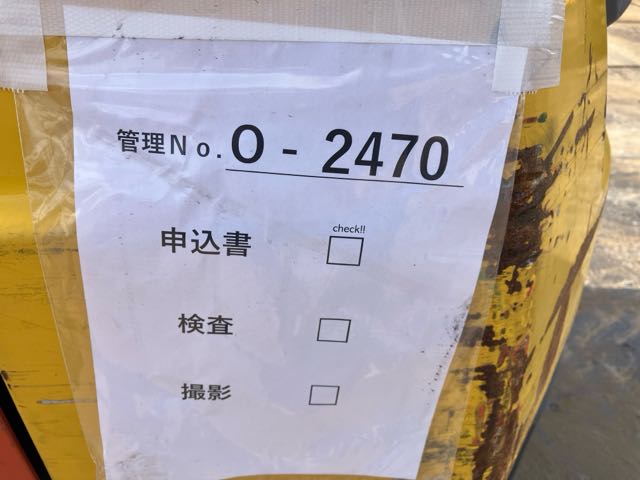 管理No. O - 2470
check!!
申込書 □
検査 □
撮影 □